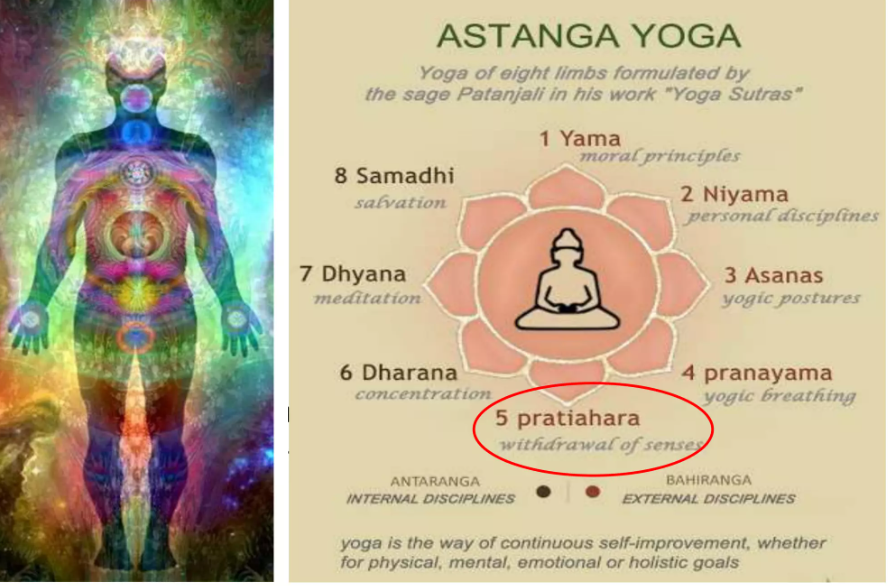 ASTANGA YOGA
Yoga of eight limbs formulated by
the sage Patanjali in his work "Yoga Sutras"
1 Yama
moral principles
2 Niyama
personal disciplines
3 Asanas
yogic postures
4 pranayama
yogic breathing
5 pratiahara
withdrawal of senses
6 Dharana
concentration
7 Dhyana
meditation
8 Samadhi
salvation
ANTARANGA
INTERNAL DISCIPLINES
BAHIRANGA
EXTERNAL DISCIPLINES
yoga is the way of continuous self-improvement, whether
for physical, mental, emotional or holistic goals